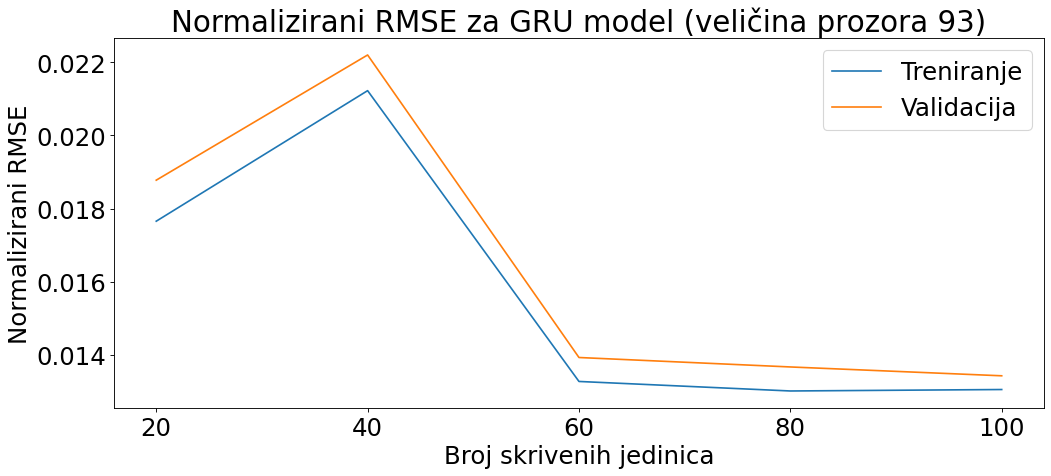 Normalizirani RMSE za GRU model (veličina prozora 93)
Treniranje
Validacija
Normalizirani RMSE
0.022
0.020
0.018
0.016
0.014
20 40 60 80 100
Broj skrivenih jedinica